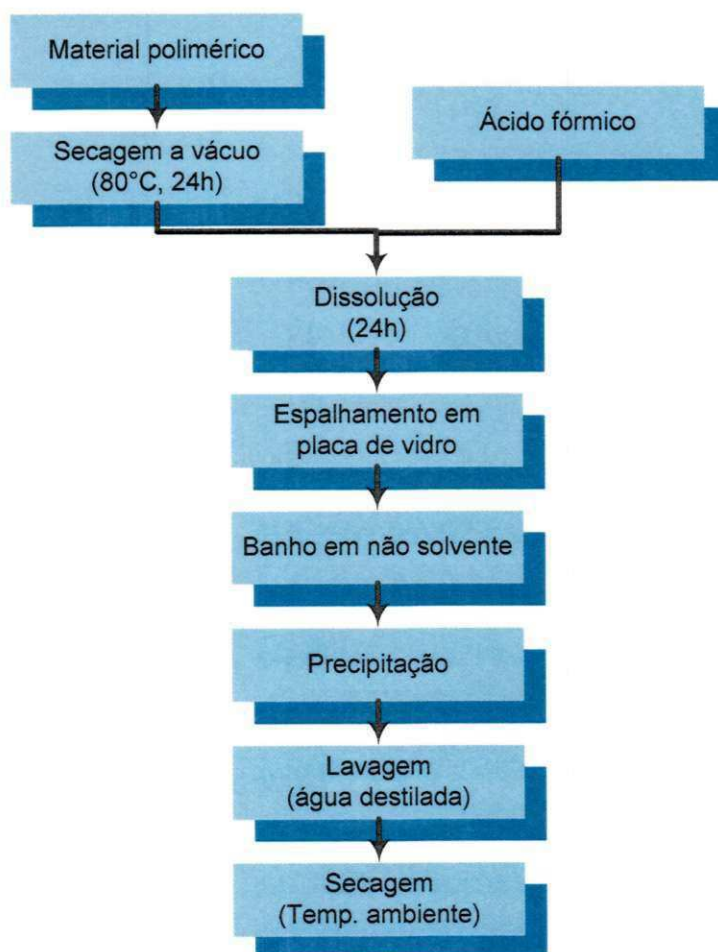 Material polimérico
Secagem a vácuo
(80°C, 24h)
Ácido fórmico
Dissolução
(24h)
Espalhamento em
placa de vidro
Banho em não solvente
Precipitação
Lavagem
(água destilada)
Secagem
(Temp. ambiente)